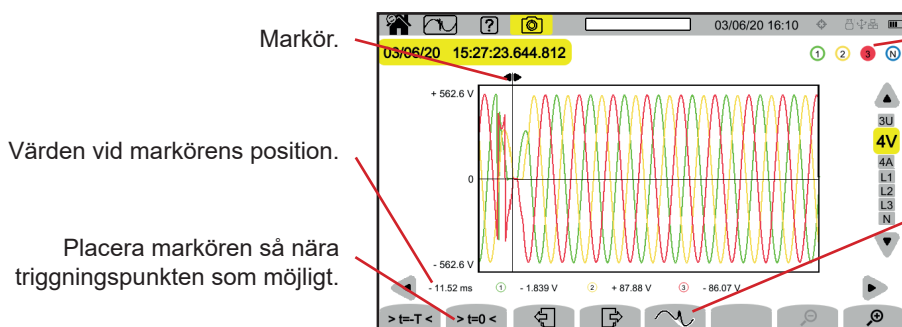 03/06/20 16:10
Markör.
03/06/20 15:27:23.644.812
1 2 3 N
+ 562.6 V
3U
4V
4A
L1
L2
L3
N
Värden vid markörens position.
0
Placera markören så nära
triggningspunkten som möjligt.
- 562.6 V
- 11.52 ms 1 - 1.839 V 2 + 87.88 V 3 - 86.07 V
> t=-T < > t=0 <